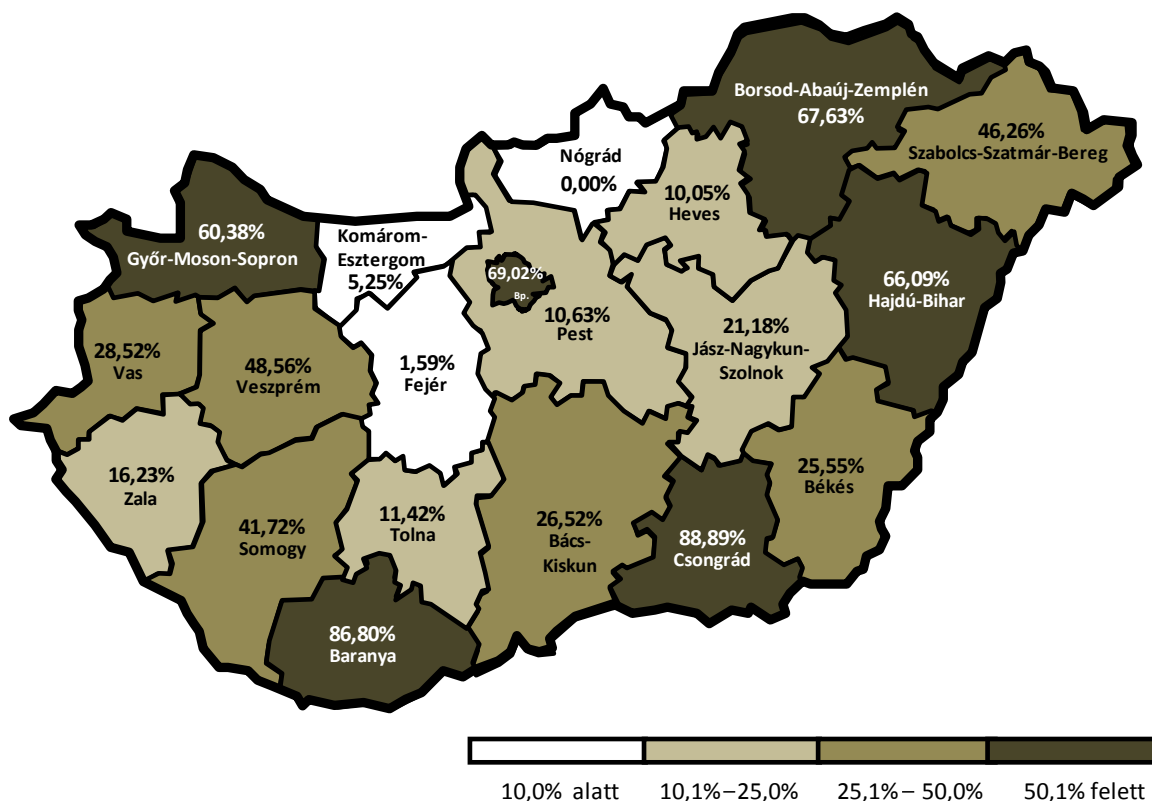 Borsod-Abaúj-Zemplén
67,63%
46,26%
Szabolcs-Szatmár-Bereg
Nógrád
0,00%
10,05%
Heves
60,38%
Győr-Moson-Sopron
Komárom-
Esztergom
5,25%
69,02%
Bp.
66,09%
Hajdú-Bihar
10,63%
Pest
21,18%
Jász-Nagykun-
Szolnok
28,52%
Vas
48,56%
Veszprém
1,59%
Fejér
16,23%
Zala
41,72%
Somogy
11,42%
Tolna
26,52%
Bács-
Kiskun
25,55%
Békés
88,89%
Csongrád
86,80%
Baranya
10,0% alatt
10,1%–25,0%
25,1%– 50,0%
50,1% felett